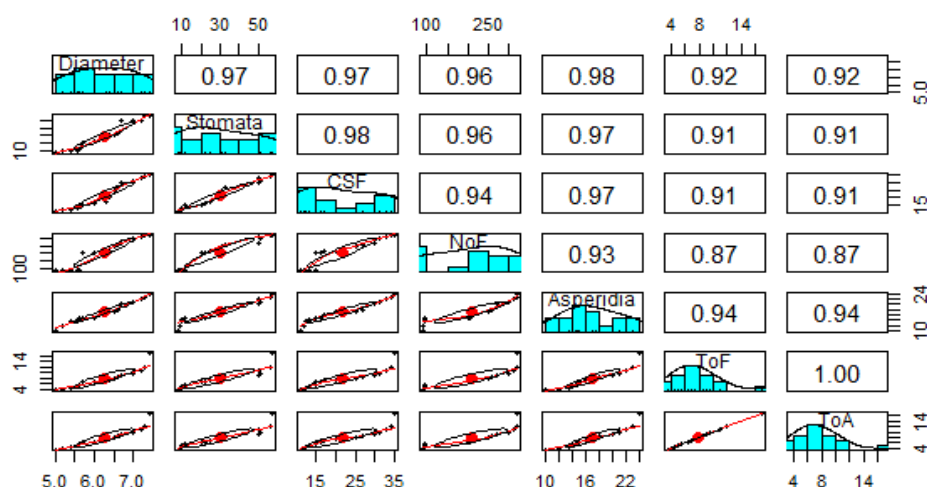 10 30 50 100 250 4 8 14
Diameter 0.97 0.97 0.96 0.98 0.92 0.92 5.0
10 Stomata 0.98 0.96 0.97 0.91 0.91
CSF 0.94 0.97 0.91 0.91 15
100 NoF 0.93 0.87 0.87
Asperidia 0.94 0.94 10 24
4 14 ToF 1.00
ToA 4 14
5.0 6.0 7.0 15 25 35 10 16 22 4 8 14